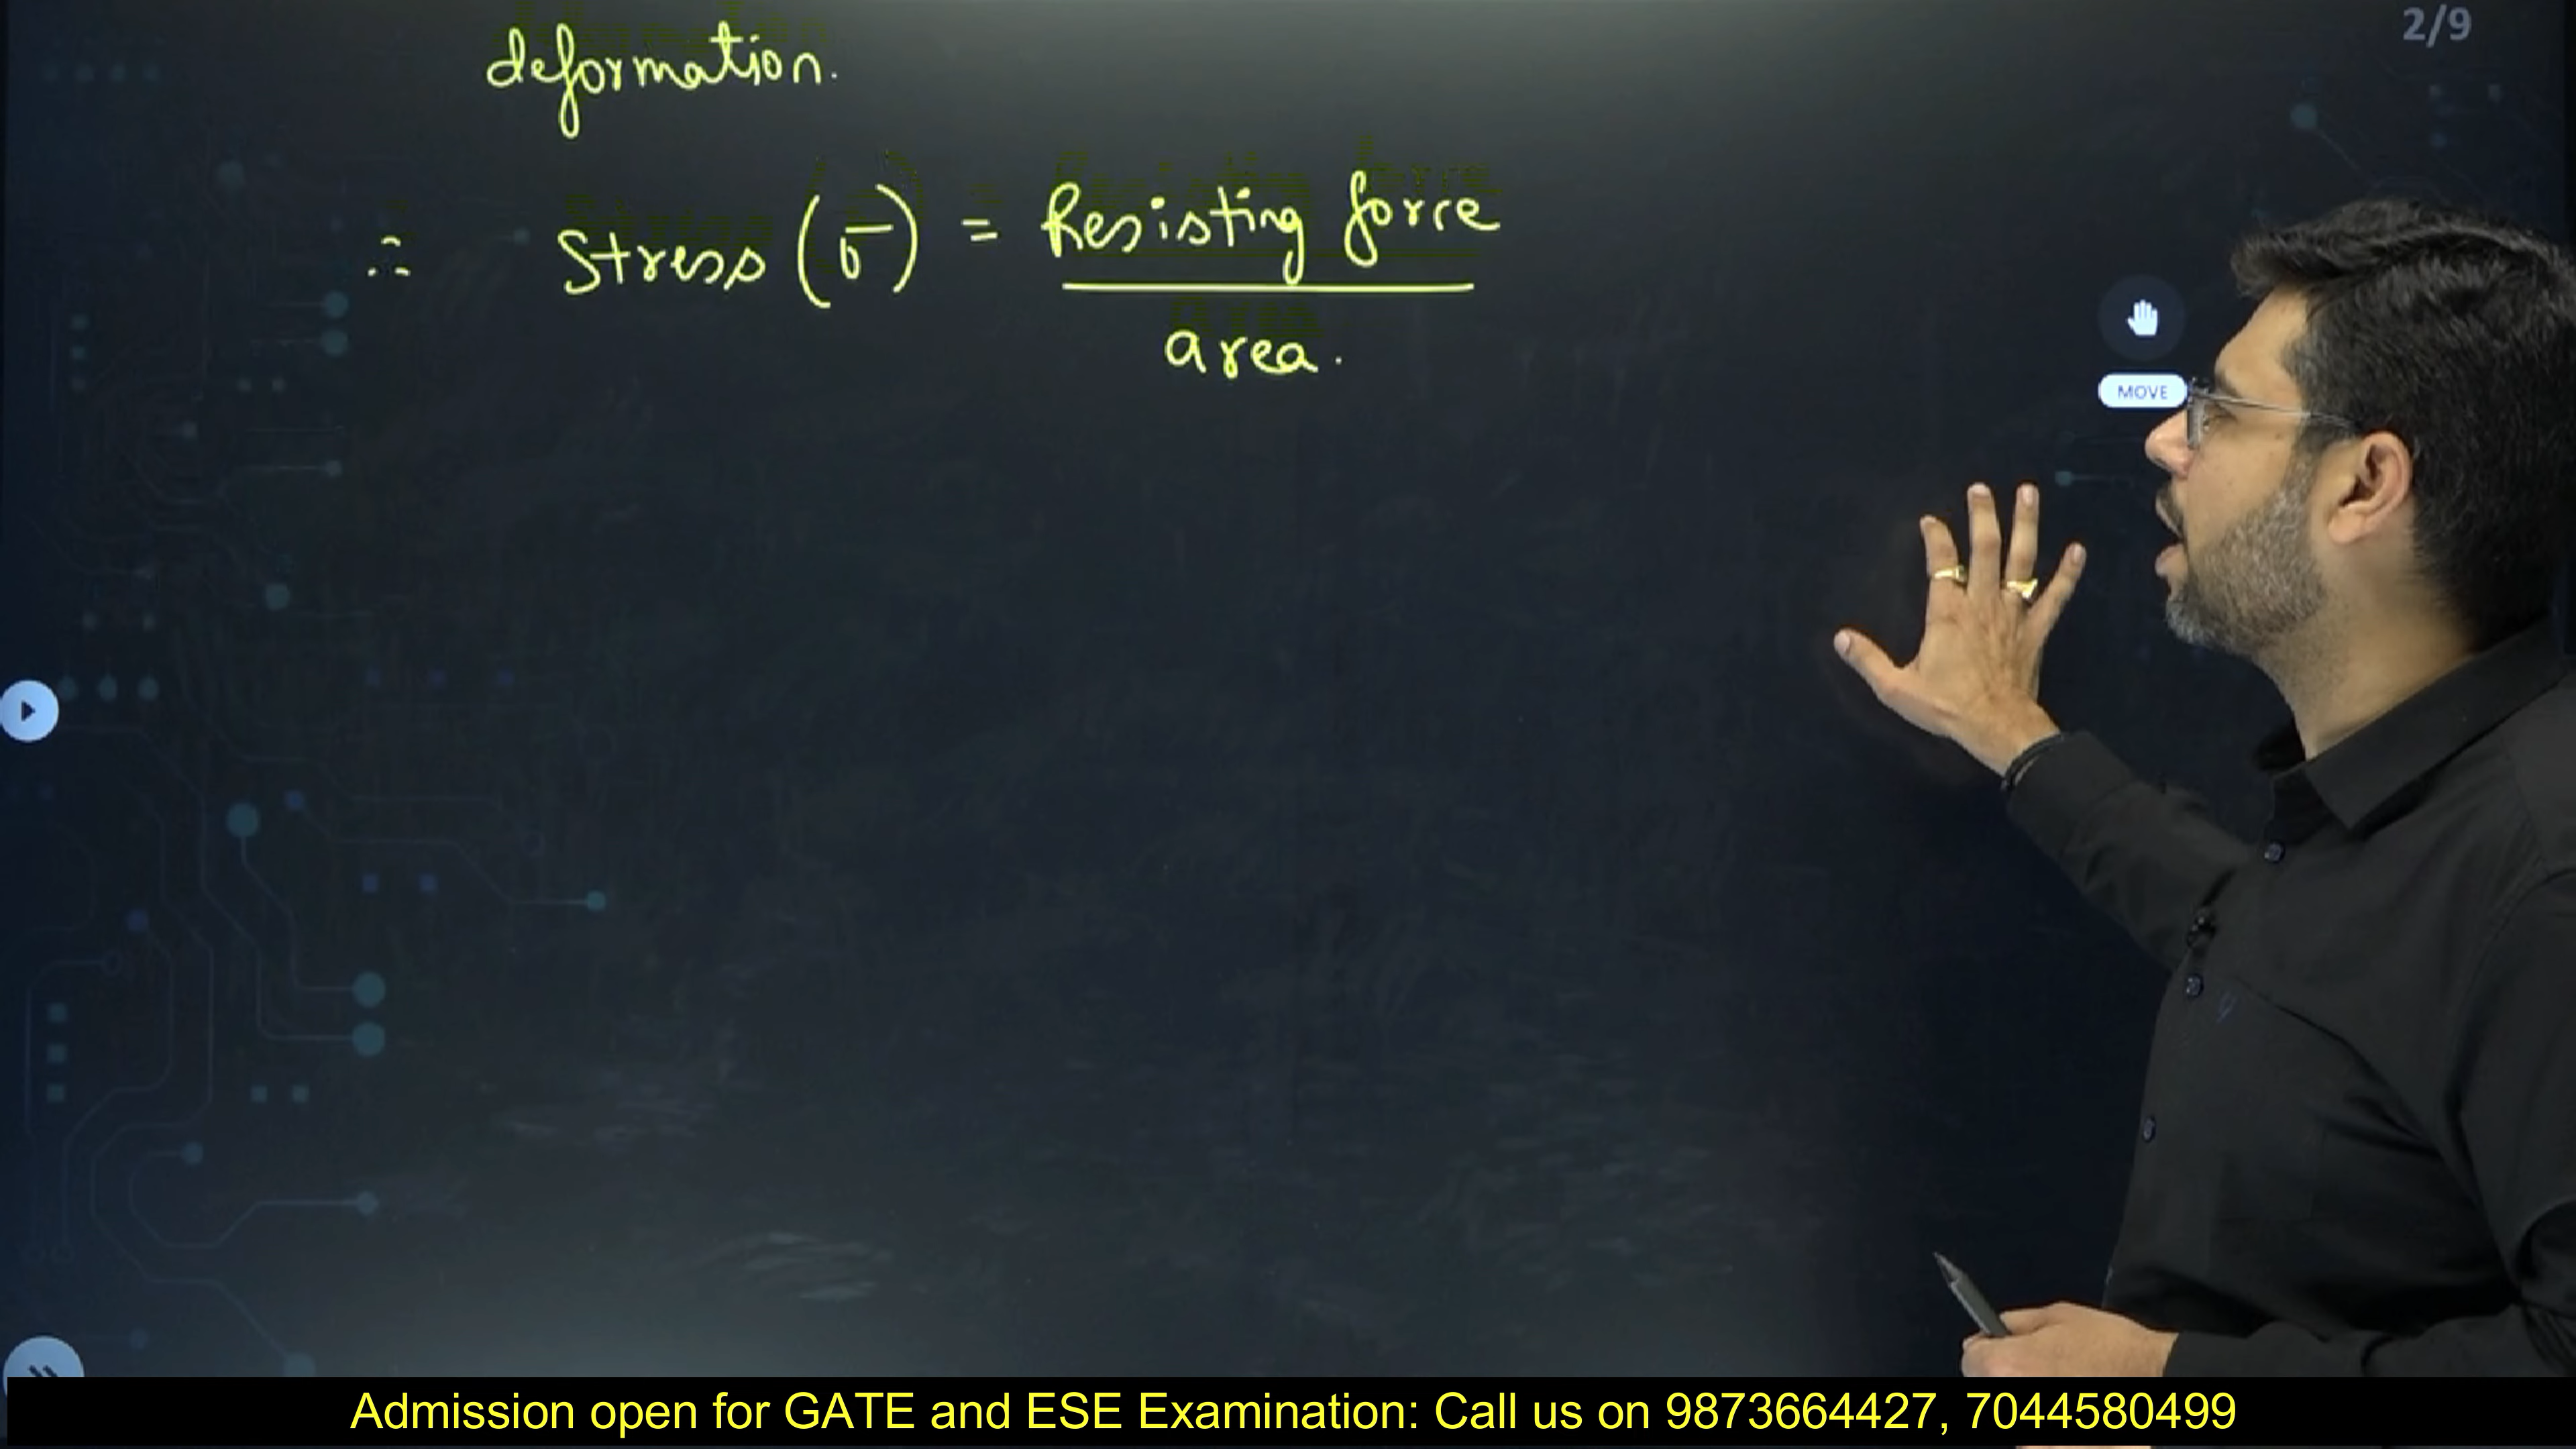 2/9
deformation.
∴ Stress (σ) = Resisting force
area.
MOVE
Admission open for GATE and ESE Examination: Call us on 9873664427, 7044580499